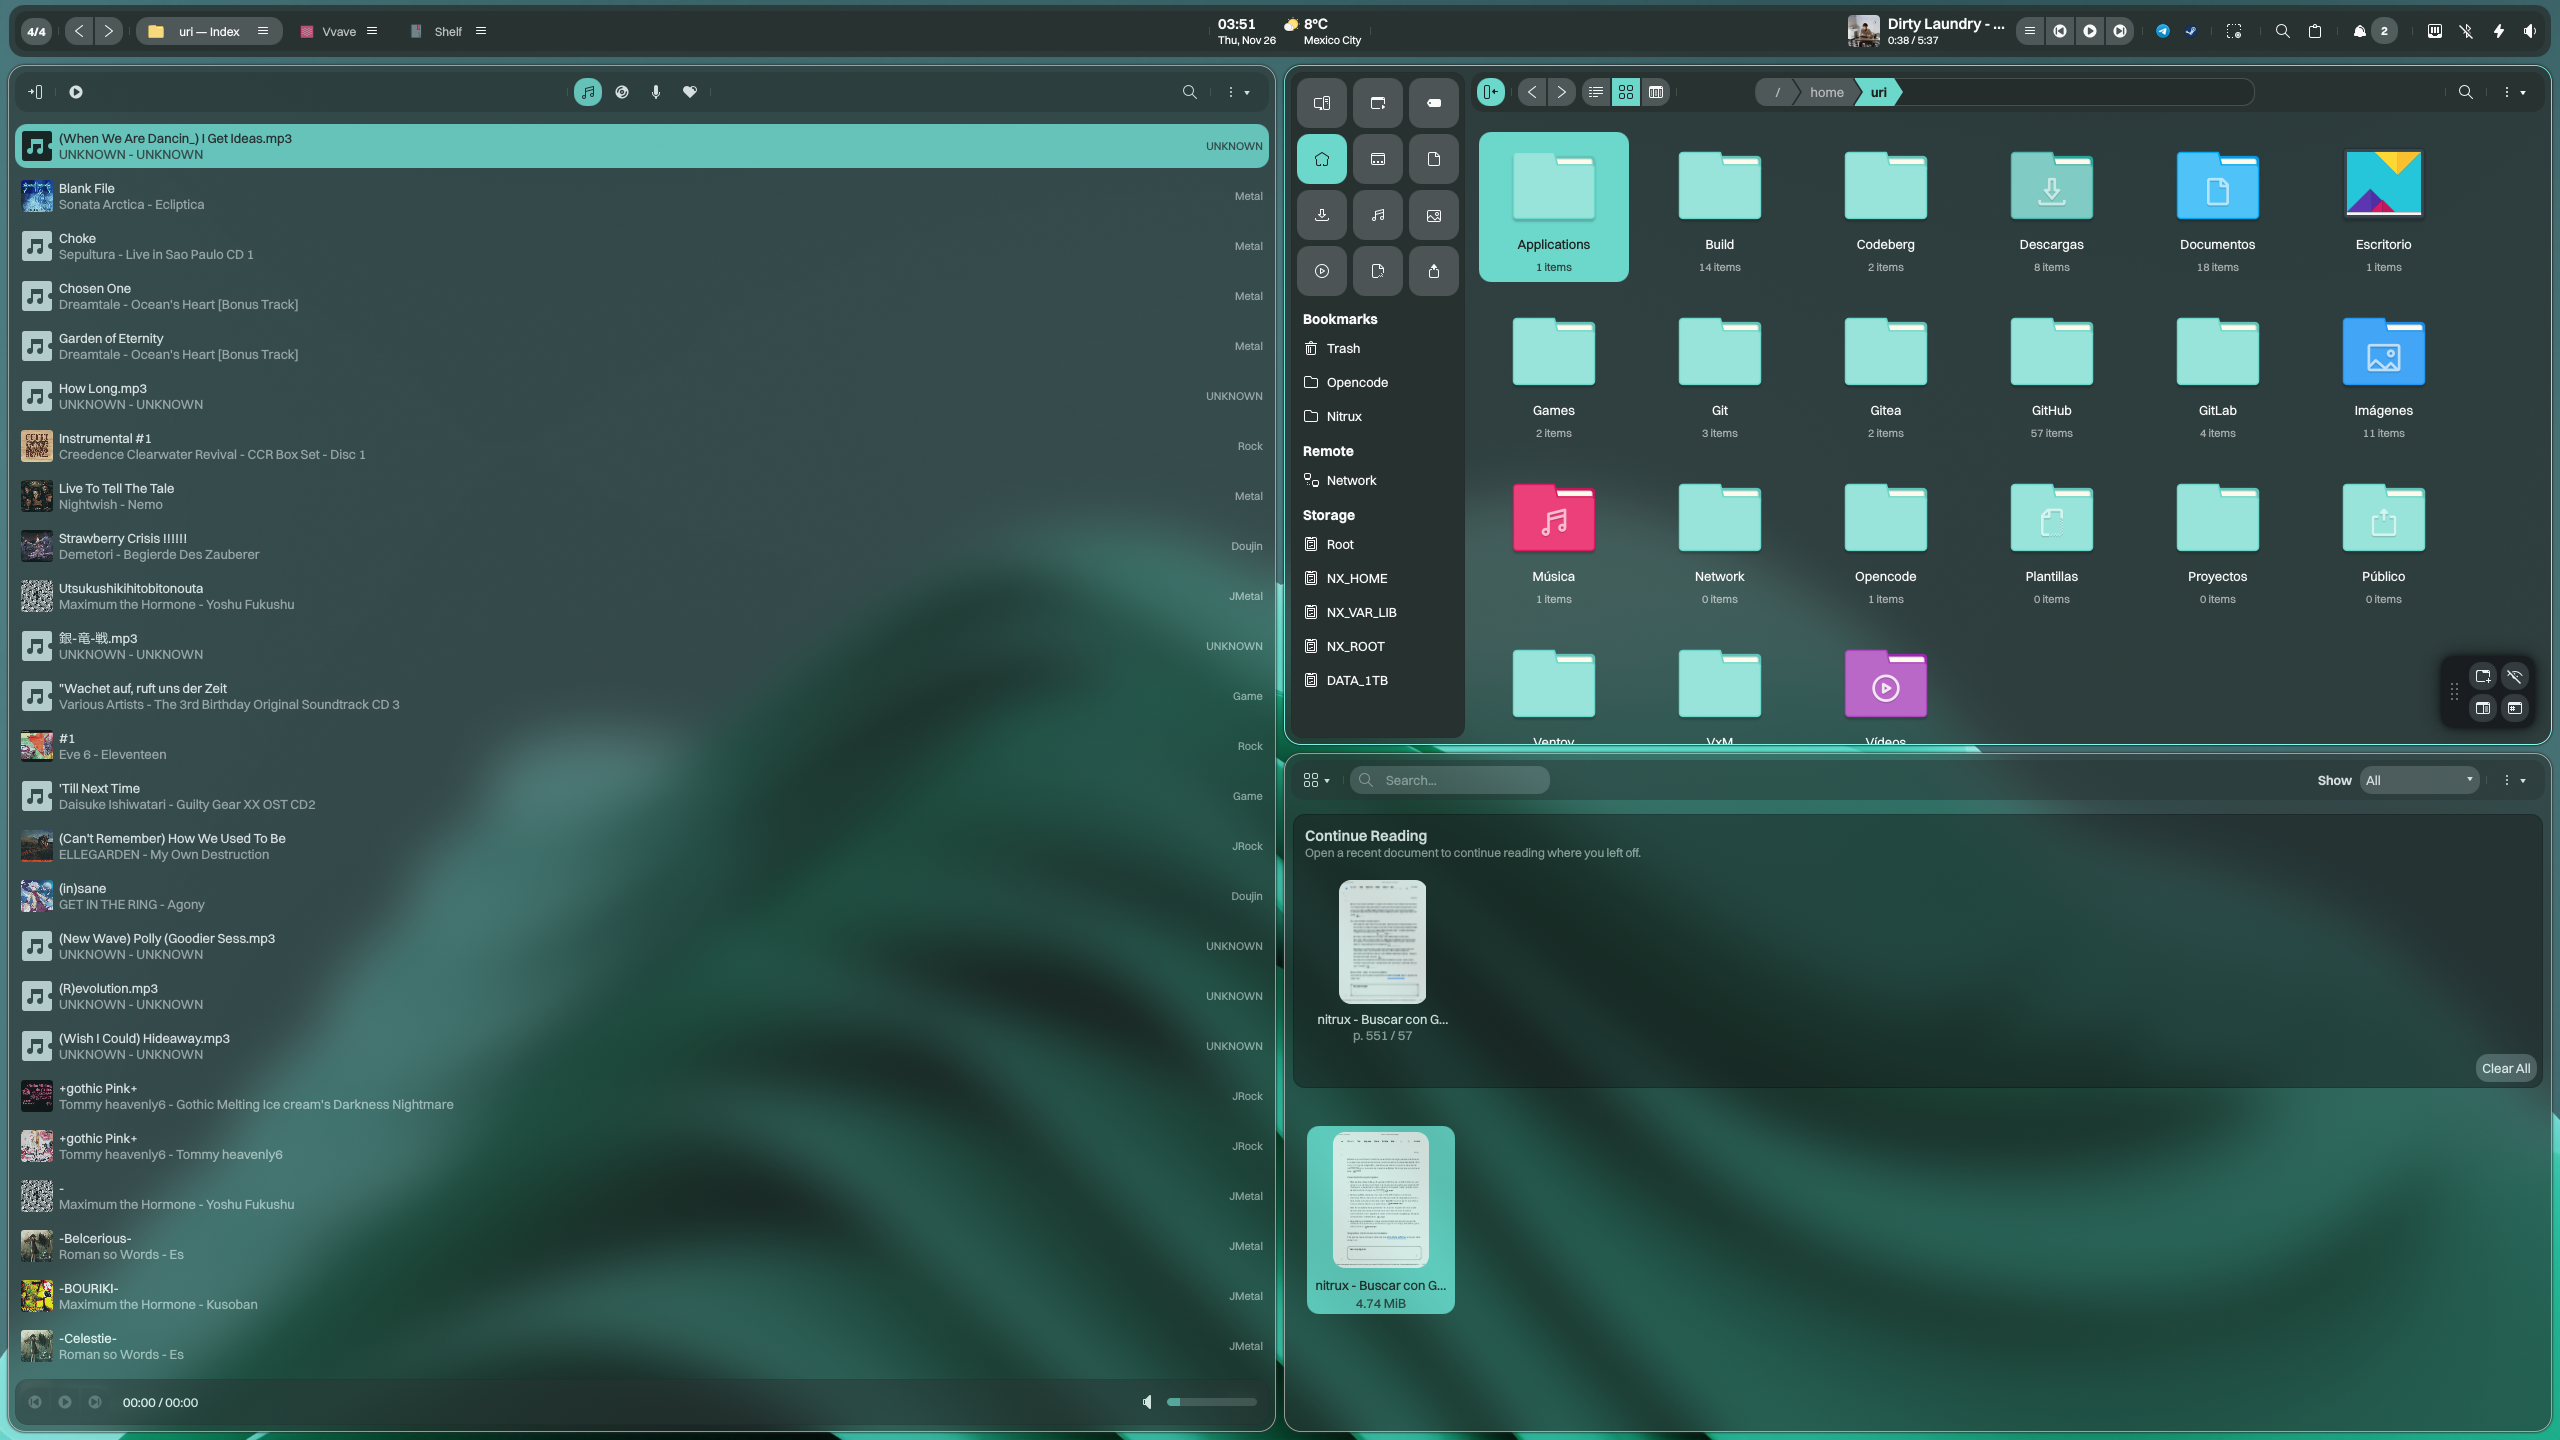 4/4
uri — Index
Vvave
Shelf
03:51
Thu, Nov 26
8°C
Mexico City
Dirty Laundry - ...
0:38 / 5:37
2
(When We Are Dancin_) I Get Ideas.mp3
UNKNOWN - UNKNOWN
UNKNOWN
Blank File
Sonata Arctica - Ecliptica
Metal
Choke
Sepultura - Live in Sao Paulo CD 1
Metal
Chosen One
Dreamtale - Ocean's Heart [Bonus Track]
Metal
Garden of Eternity
Dreamtale - Ocean's Heart [Bonus Track]
Metal
How Long.mp3
UNKNOWN - UNKNOWN
UNKNOWN
Instrumental #1
Creedence Clearwater Revival - CCR Box Set - Disc 1
Rock
Live To Tell The Tale
Nightwish - Nemo
Metal
Strawberry Crisis !!!!!!
Demetori - Begierde Des Zauberer
Doujin
Utsukushikihitobitonouta
Maximum the Hormone - Yoshu Fukushu
JMetal
銀-竜-戦.mp3
UNKNOWN - UNKNOWN
UNKNOWN
"Wachet auf, ruft uns der Zeit
Various Artists - The 3rd Birthday Original Soundtrack CD 3
Game
#1
Eve 6 - Eleventeen
Rock
'Till Next Time
Daisuke Ishiwatari - Guilty Gear XX OST CD2
Game
(Can't Remember) How We Used To Be
ELLEGARDEN - My Own Destruction
JRock
(in)sane
GET IN THE RING - Agony
Doujin
(New Wave) Polly (Goodier Sess.mp3
UNKNOWN - UNKNOWN
UNKNOWN
(R)evolution.mp3
UNKNOWN - UNKNOWN
UNKNOWN
(Wish I Could) Hideaway.mp3
UNKNOWN - UNKNOWN
UNKNOWN
+gothic Pink+
Tommy heavenly6 - Gothic Melting Ice cream's Darkness Nightmare
JRock
+gothic Pink+
Tommy heavenly6 - Tommy heavenly6
JRock
-
Maximum the Hormone - Yoshu Fukushu
JMetal
-Belcerious-
Roman so Words - Es
JMetal
-BOURIKI-
Maximum the Hormone - Kusoban
JMetal
-Celestie-
Roman so Words - Es
JMetal
00:00 / 00:00
/
home
uri
Bookmarks
Trash
Opencode
Nitrux
Remote
Network
Storage
Root
NX_HOME
NX_VAR_LIB
NX_ROOT
DATA_1TB
Applications
1 items
Build
14 items
Codeberg
2 items
Descargas
8 items
Documentos
18 items
Escritorio
1 items
Games
2 items
Git
3 items
Gitea
2 items
GitHub
57 items
GitLab
4 items
Imágenes
11 items
Música
1 items
Network
0 items
Opencode
1 items
Plantillas
0 items
Proyectos
0 items
Público
0 items
Ventoy
VxM
Vídeos
Search...
Show
All
Continue Reading
Open a recent document to continue reading where you left off.
nitrux - Buscar con G...
p. 551 / 57
Clear All
nitrux - Buscar con G...
4.74 MiB